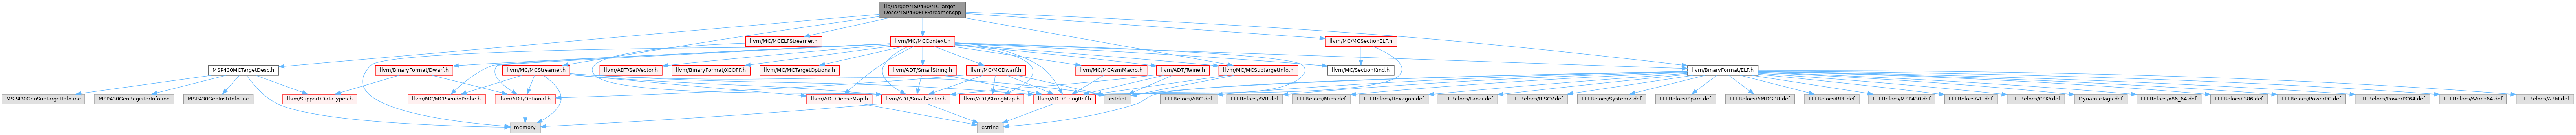 lib/Target/MSP430/MCTarget
Desc/MSP430ELFStreamer.cpp
llvm/MC/MCELFStreamer.h
llvm/MC/MCContext.h
llvm/MC/MCSectionELF.h
MSP430MCTargetDesc.h
llvm/BinaryFormat/Dwarf.h
llvm/MC/MCStreamer.h
llvm/ADT/SetVector.h
llvm/BinaryFormat/XCOFF.h
llvm/MC/MCTargetOptions.h
llvm/ADT/SmallString.h
llvm/MC/MCDwarf.h
llvm/MC/MCAsmMacro.h
llvm/ADT/Twine.h
llvm/MC/MCSubtargetInfo.h
llvm/MC/SectionKind.h
llvm/BinaryFormat/ELF.h
MSP430GenSubtargetInfo.inc
MSP430GenRegisterInfo.inc
MSP430GenInstrInfo.inc
llvm/Support/DataTypes.h
llvm/MC/MCPseudoProbe.h
llvm/ADT/Optional.h
llvm/ADT/DenseMap.h
llvm/ADT/SmallVector.h
llvm/ADT/StringMap.h
llvm/ADT/StringRef.h
cstdint
ELFRelocs/ARC.def
ELFRelocs/AVR.def
ELFRelocs/Mips.def
ELFRelocs/Hexagon.def
ELFRelocs/Lanai.def
ELFRelocs/RISCV.def
ELFRelocs/SystemZ.def
ELFRelocs/Sparc.def
ELFRelocs/AMDGPU.def
ELFRelocs/BPF.def
ELFRelocs/MSP430.def
ELFRelocs/VE.def
ELFRelocs/CSKY.def
DynamicTags.def
ELFRelocs/x86_64.def
ELFRelocs/i386.def
ELFRelocs/PowerPC.def
ELFRelocs/PowerPC64.def
ELFRelocs/AArch64.def
ELFRelocs/ARM.def
memory
cstring